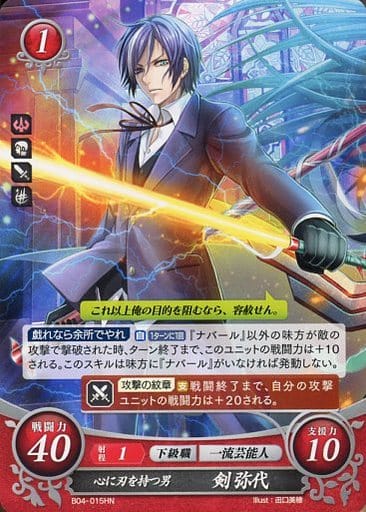 1
これ以上俺の目的を阻むなら、容赦せん。
戯れなら余所でやれ 自 1ターンに1回 『ナバール』以外の味方が敵の
攻撃で撃破された時、ターン終了まで、このユニットの戦闘力は+10
される。このスキルは味方に『ナバール』がいなければ発動しない。
攻撃の紋章 支 戦闘終了まで、自分の攻撃
ユニットの戦闘力は+20される。
戦闘力
40
射程 1 下級職 一流芸能人
支援力
10
心に刃を持つ男 剣 弥代
B04-015HN Illust:田口美穂